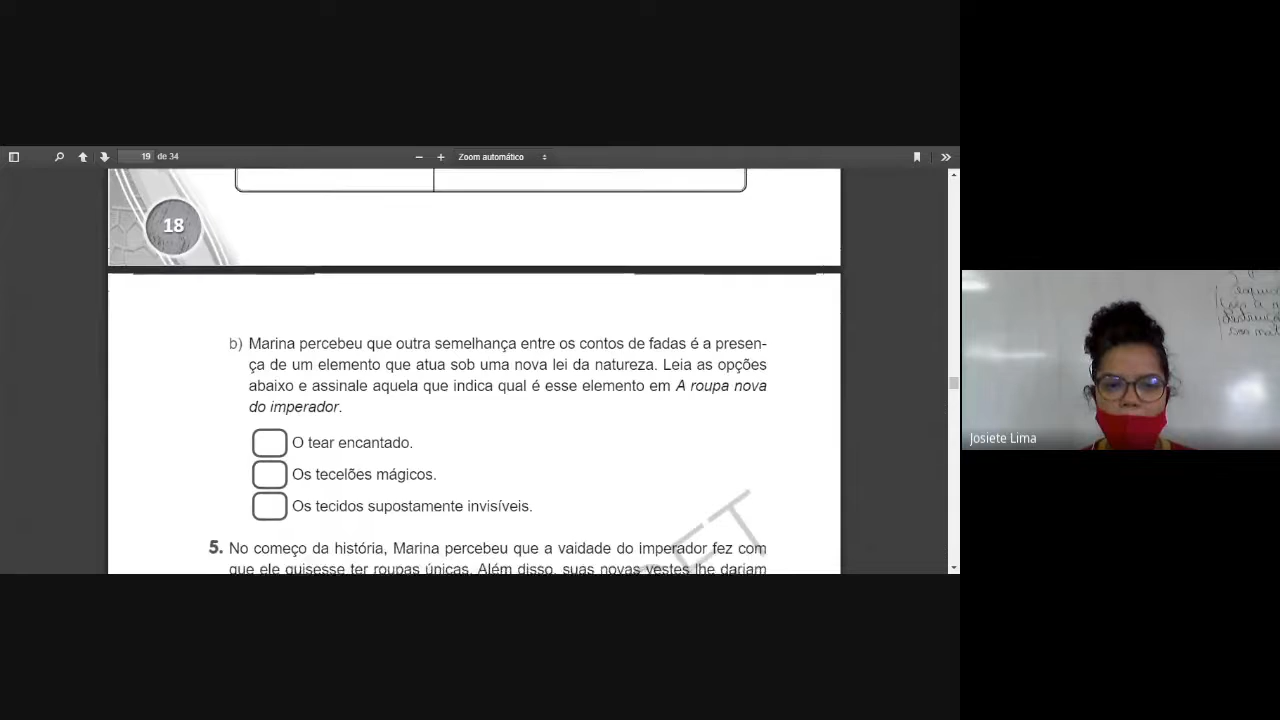 19 de 34
Zoom automático
18
b) Marina percebeu que outra semelhança entre os contos de fadas é a presen-
ça de um elemento que atua sob uma nova lei da natureza. Leia as opções
abaixo e assinale aquela que indica qual é esse elemento em A roupa nova
do imperador.
O tear encantado.
Os tecelões mágicos.
Os tecidos supostamente invisíveis.
5. No começo da história, Marina percebeu que a vaidade do imperador fez com
que ele quisesse ter roupas únicas. Além disso, suas novas vestes lhe dariam
Josiete Lima